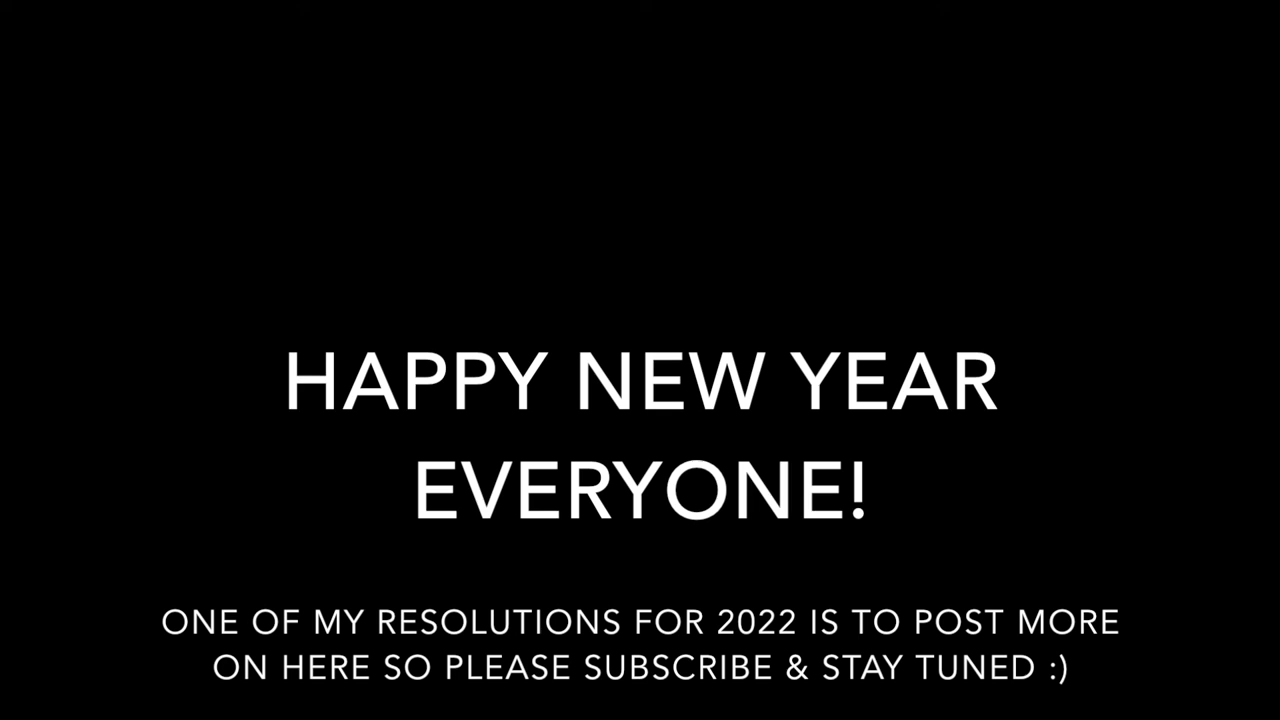 HAPPY NEW YEAR
EVERYONE!
ONE OF MY RESOLUTIONS FOR 2022 IS TO POST MORE
ON HERE SO PLEASE SUBSCRIBE & STAY TUNED :)